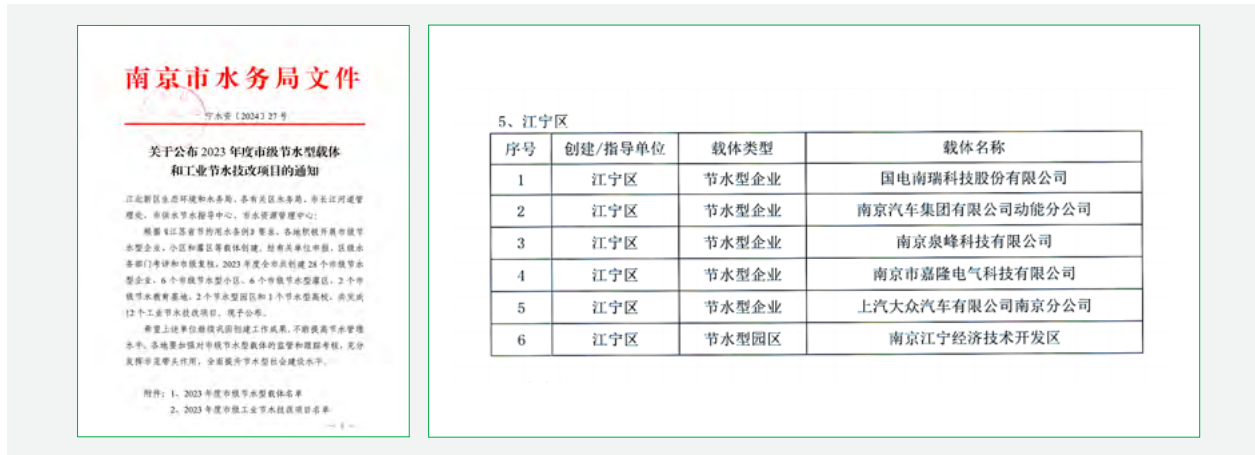 南京市水务局文件
宁水资〔2024〕27号
关于公布 2023 年度市级节水型载体
和工业节水技改项目的通知
江北新区生态环境和水务局、各有关区水务局、市长江河道管
理处、市供水节水指导中心、市水资源管理中心:
根据《江苏省节约用水条例》要求,各地积极开展市级节
水型企业、小区和灌区等载体创建。经有关单位申报、区级水
务部门考评和市级复核,2023 年度全市共创建 28 个市级节水
型企业、6 个市级节水型小区、6 个市级节水型灌区、2 个市
级节水教育基地、2 个节水型园区和 1 个节水型高校,共完成
12 个工业节水技改项目。现予公布。
希望上述单位继续巩固创建工作成果,不断提高节水管理
水平。各地要加强对市级节水型载体的监管和跟踪考核,充分
发挥示范带头作用,全面提升节水型社会建设水平。
附件:1、2023 年度市级节水型载体名单
2、2023 年度市级工业节水技改项目名单
— 1 —
5、江宁区
序号 创建/指导单位 载体类型 载体名称
1 江宁区 节水型企业 国电南瑞科技股份有限公司
2 江宁区 节水型企业 南京汽车集团有限公司动能分公司
3 江宁区 节水型企业 南京泉峰科技有限公司
4 江宁区 节水型企业 南京市嘉隆电气科技有限公司
5 江宁区 节水型企业 上汽大众汽车有限公司南京分公司
6 江宁区 节水型园区 南京江宁经济技术开发区